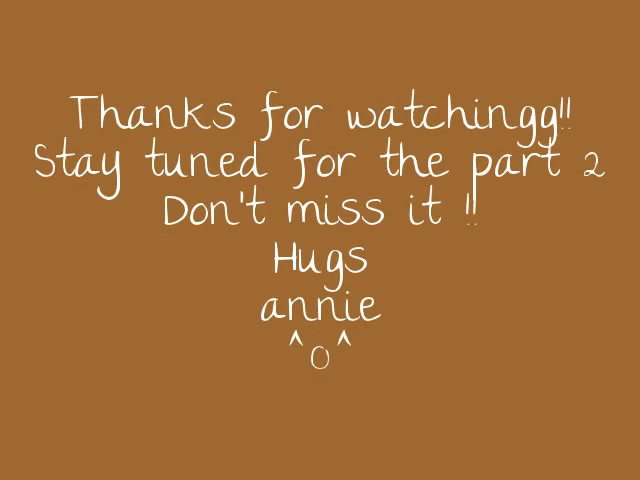 Thanks for watchingg!!
Stay tuned for the part 2
Don't miss it !!
Hugs
annie
^o^